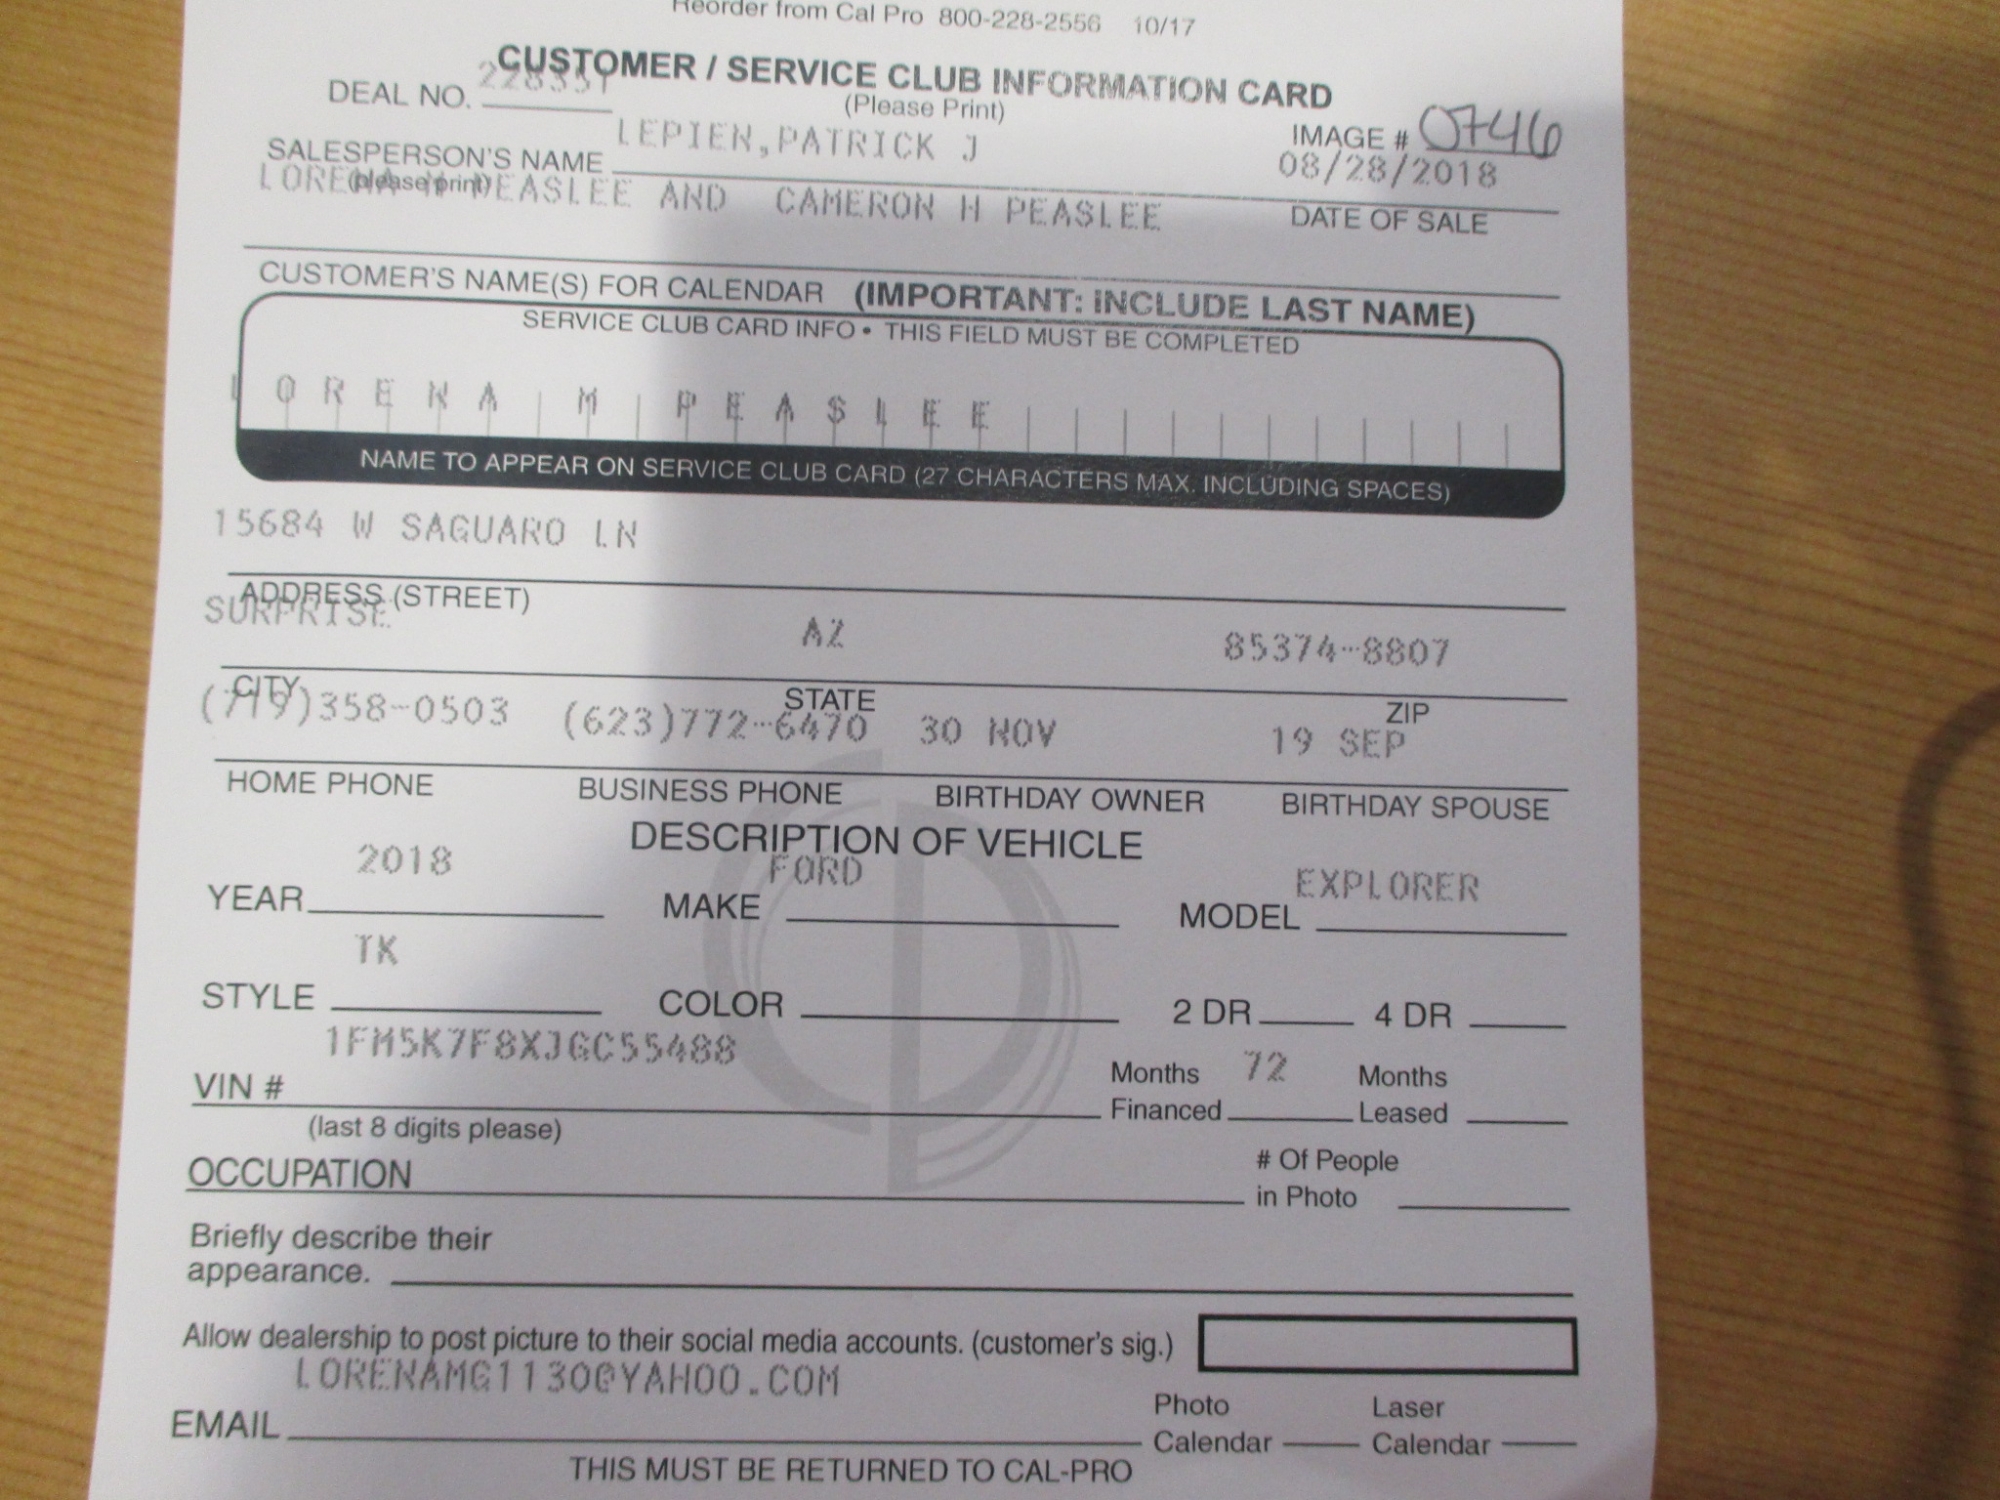 Reorder from Cal Pro 800-228-2556 10/17
CUSTOMER / SERVICE CLUB INFORMATION CARD
(Please Print)
DEAL NO. 228351
IMAGE # 0746
SALESPERSON'S NAME LEPIEN,PATRICK J
(please print)
08/28/2018
DATE OF SALE
LORENA M PEASLEE AND CAMERON H PEASLEE
CUSTOMER'S NAME(S) FOR CALENDAR (IMPORTANT: INCLUDE LAST NAME)
SERVICE CLUB CARD INFO • THIS FIELD MUST BE COMPLETED
LORENA M PEASLEE
NAME TO APPEAR ON SERVICE CLUB CARD (27 CHARACTERS MAX. INCLUDING SPACES)
15684 W SAGUARO LN
ADDRESS (STREET)
SURPRISE AZ 85374-8807
CITY STATE ZIP
(719)358-0503 (623)772-6470 30 NOV 19 SEP
HOME PHONE BUSINESS PHONE BIRTHDAY OWNER BIRTHDAY SPOUSE
DESCRIPTION OF VEHICLE
YEAR 2018 MAKE FORD MODEL EXPLORER
STYLE TK COLOR 2 DR 4 DR
VIN # 1FM5K7F8XJGC55488
(last 8 digits please)
Months Financed 72 Months Leased
OCCUPATION
# Of People in Photo
Briefly describe their
appearance.
Allow dealership to post picture to their social media accounts. (customer's sig.)
EMAIL LORENAMG1130@YAHOO.COM
Photo Calendar Laser Calendar
THIS MUST BE RETURNED TO CAL-PRO